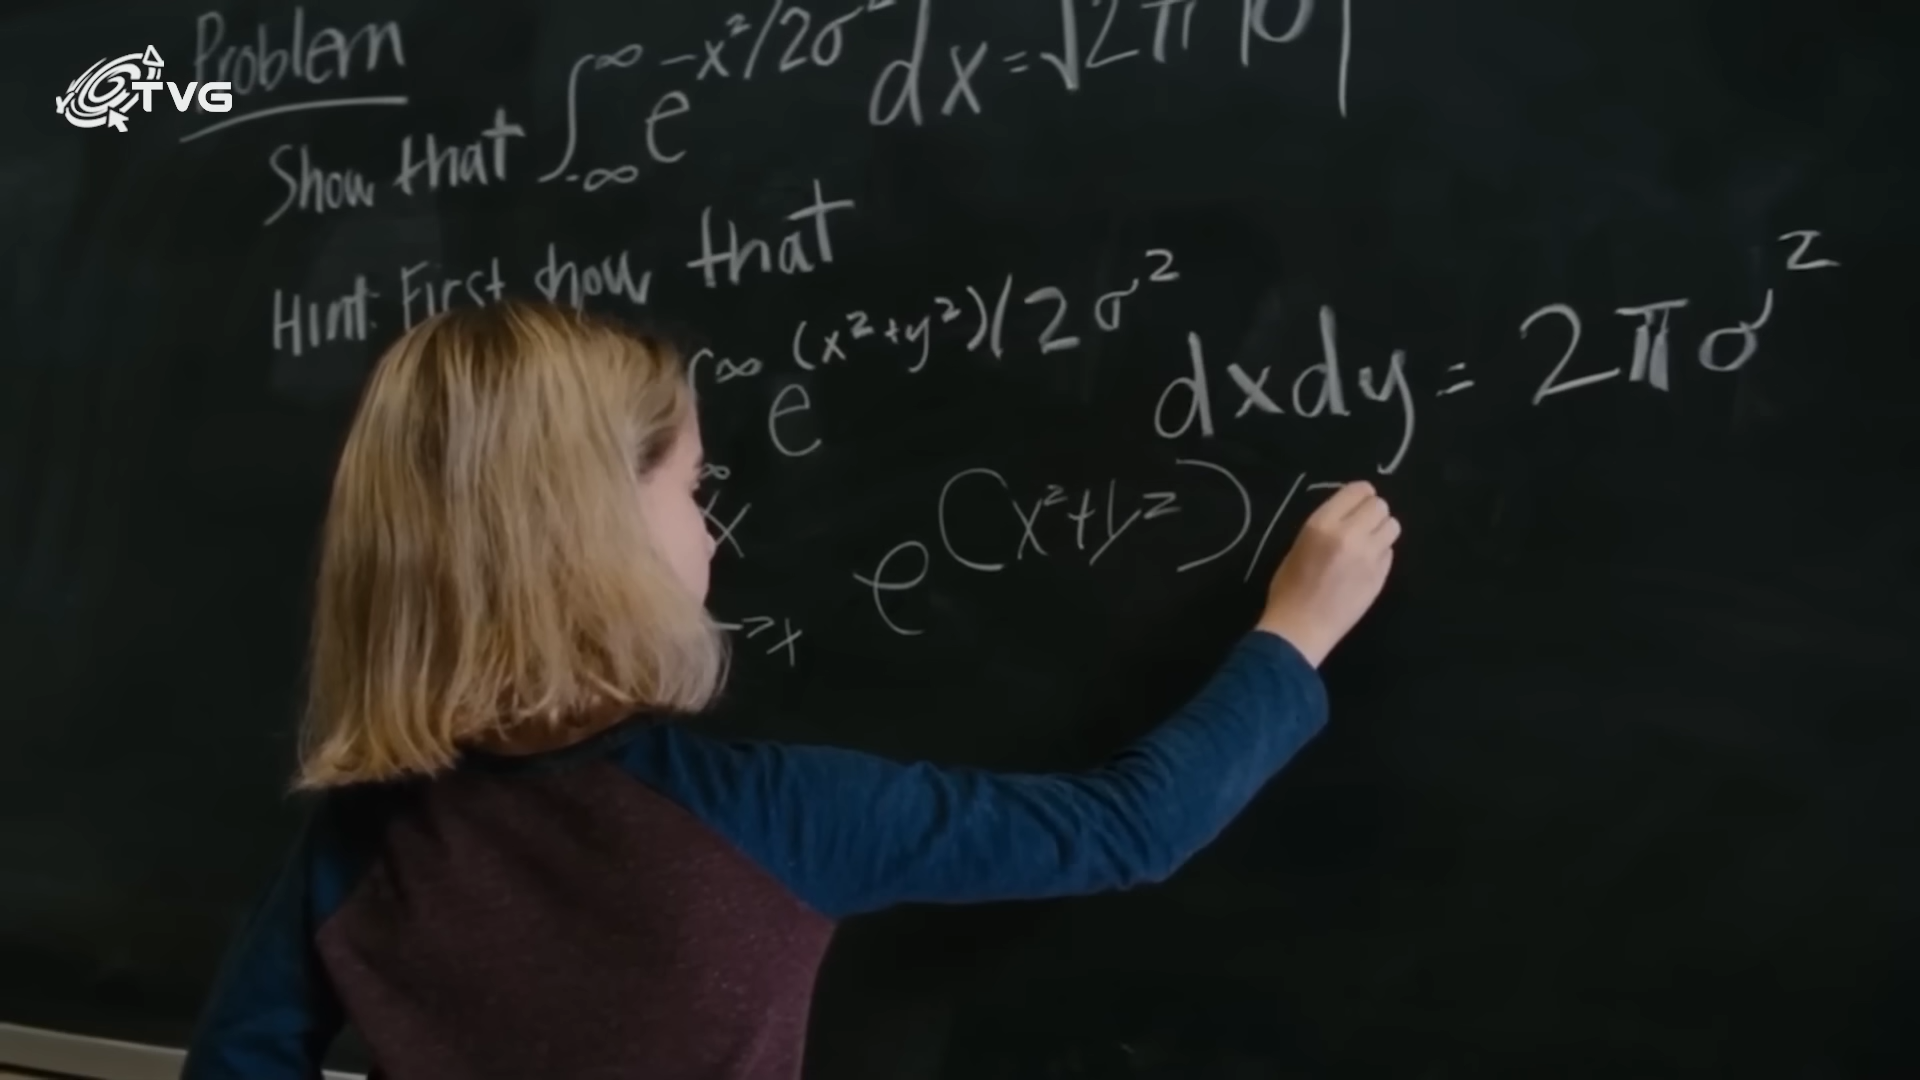 TVG
Problem
Show that ∫_{-∞}^{∞} e^{-x²/2σ²} dx = √2π |σ|
Hint: First show that
∫^{∞} e^{(x²+y²)/2σ²} dxdy = 2πσ²
x e^{(x²+y²)/
→x